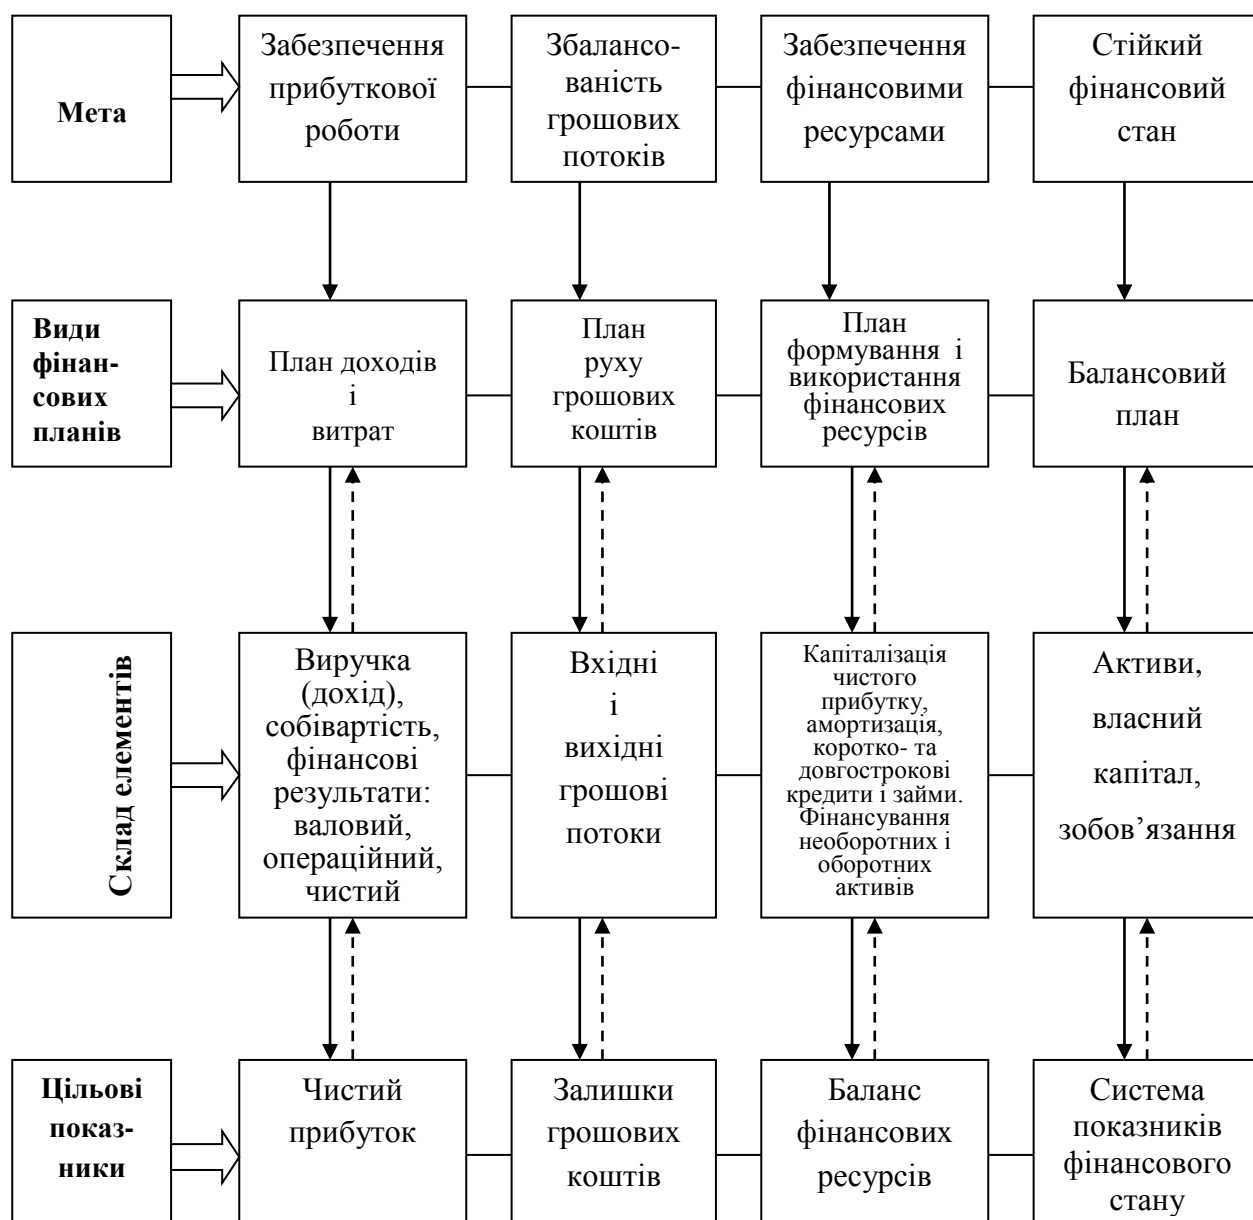 Мета
Забезпечення
прибуткової
роботи
Збалансо-
ваність
грошових
потоків
Забезпечення
фінансовими
ресурсами
Стійкий
фінансовий
стан
Види
фінан-
сових
планів
План доходів
і
витрат
План
руху
грошових
коштів
План
формування і
використання
фінансових
ресурсів
Балансовий
план
Склад елементів
Виручка
(дохід),
собівартість,
фінансові
результати:
валовий,
операційний,
чистий
Вхідні
і
вихідні
грошові
потоки
Капіталізація
чистого
прибутку,
амортизація,
коротко- та
довгострокові
кредити і займи.
Фінансування
необоротних і
оборотних
активів
Активи,
власний
капітал,
зобов’язання
Цільові
показ-
ники
Чистий
прибуток
Залишки
грошових
коштів
Баланс
фінансових
ресурсів
Система
показників
фінансового
стану